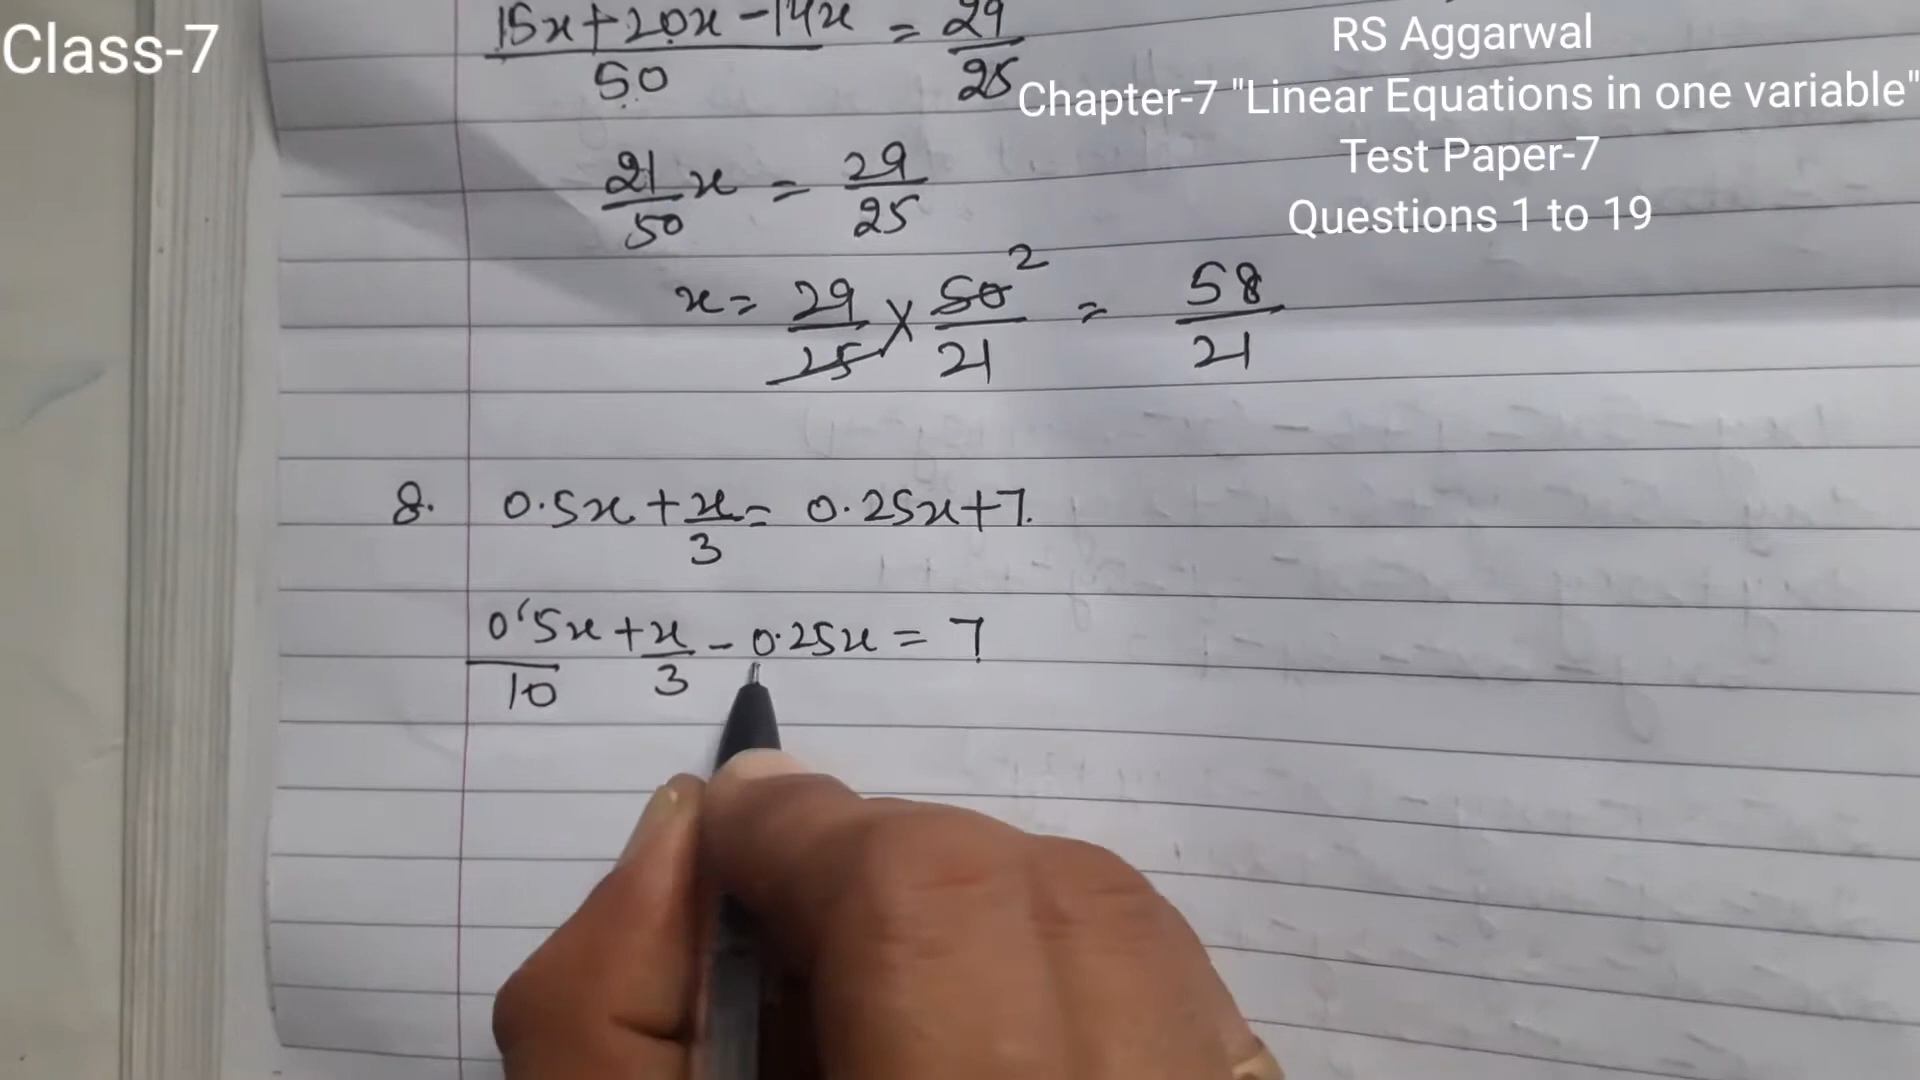 Class-7
RS Aggarwal
Chapter-7 "Linear Equations in one variable"
Test Paper-7
Questions 1 to 19
15x+20x-14x/50 = 29/25
21/50 x = 29/25
x = 29/25 × 50/21 2 = 58/21
8. 0.5x + x/3 = 0.25x+7.
0.5x/10 + x/3 - 0.25x = 7